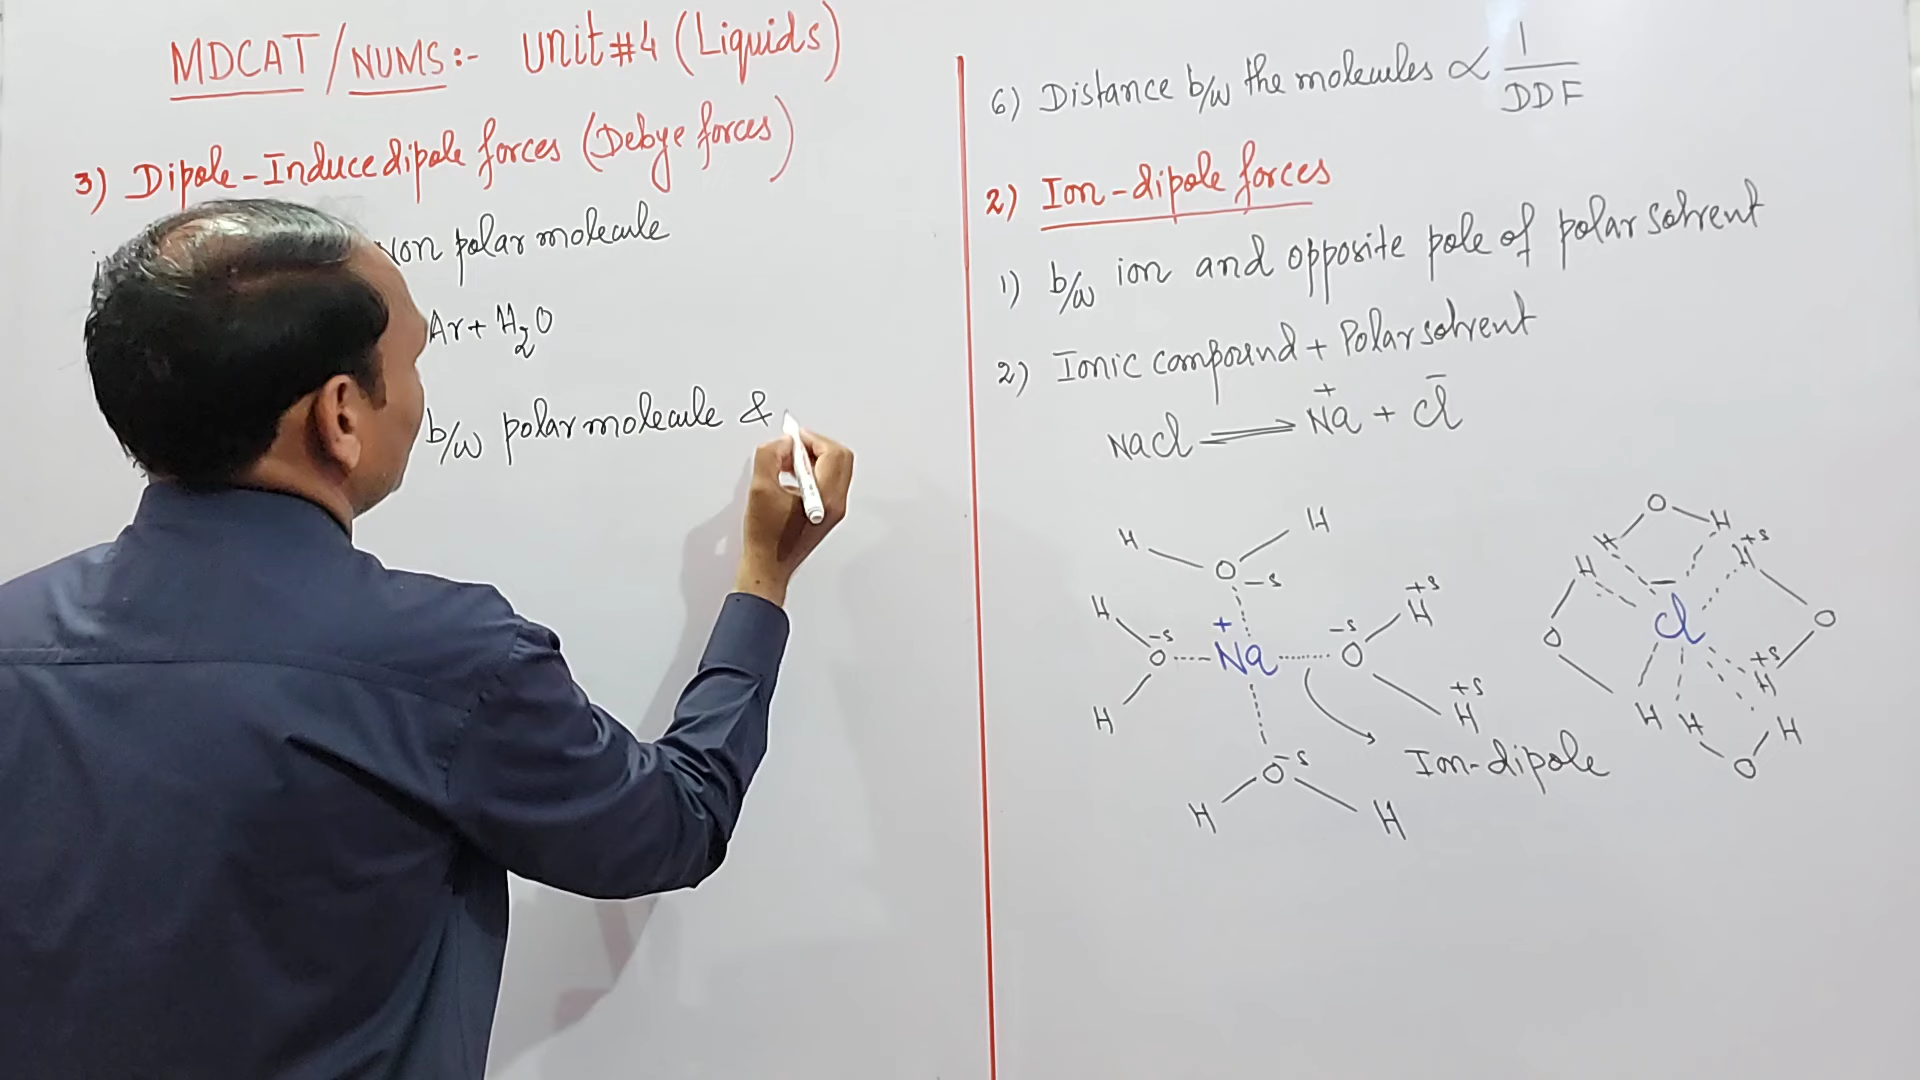 MDCAT/NUMS:- Unit#4 (Liquids)
3) Dipole-Induce dipole forces (Debye forces)
Non polar molecule
Ar + H₂O
b/w polar molecule &
6) Distance b/w the molecules ∝ 1/DDF
2) Ion-dipole forces
1) b/w ion and opposite pole of polar solvent
2) Ionic compound + Polar solvent
NaCl ⇌ Na⁺ + Cl⁻
H O H -s
H O H -s
+ Na
-s O H +s H +s
O -s H H
Ion-dipole
O H H
H O H
Cl⁻
H +s O H +s
H O H